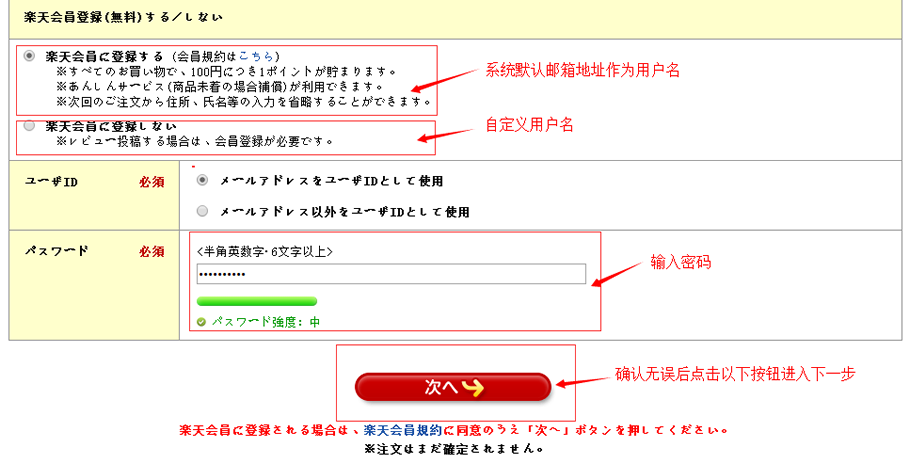 楽天会員登録(無料)する/しない
楽天会員に登録する (会員規約はこちら)
※すべてのお買い物で、100円につき1ポイントが貯まります。
※あんしんサービス(商品未着の場合補償)が利用できます。
※次回のご注文から住所、氏名等の入力を省略することができます。
系统默认邮箱地址作为用户名
楽天会員に登録しない
※レビュー投稿する場合は、会員登録が必要です。
自定义用户名
ユーザID 必須
メールアドレスをユーザIDとして使用
メールアドレス以外をユーザIDとして使用
パスワード 必須
<半角英数字・6文字以上>
••••••••••
输入密码
パスワード強度: 中
次へ
确认无误后点击以下按钮进入下一步
楽天会員に登録される場合は、楽天会員規約に同意のうえ「次へ」ボタンを押してください。
※注文はまだ確定されません。